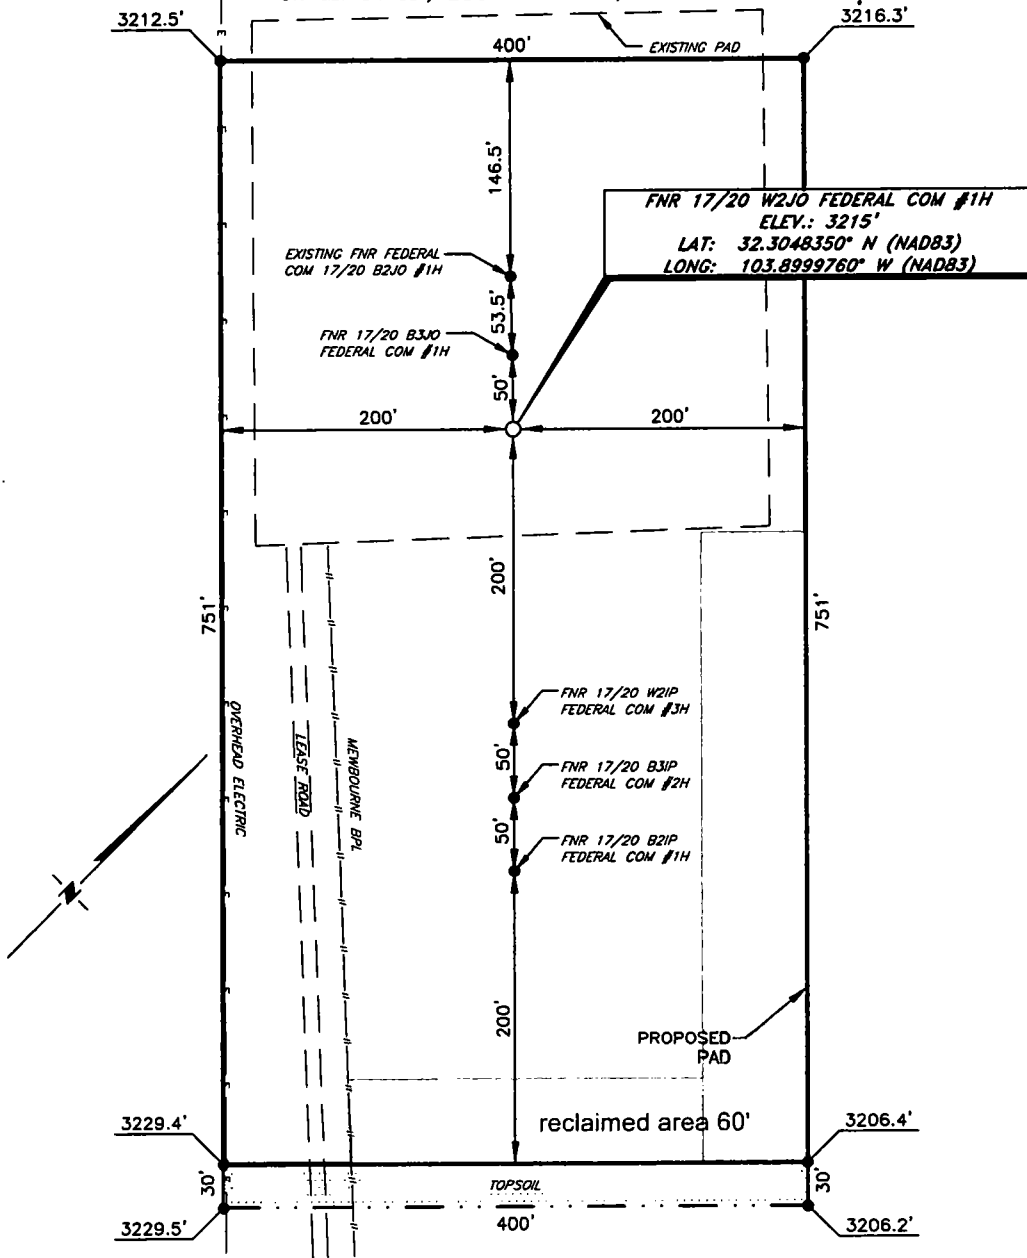 3212.5'
3216.3'
400'
EXISTING PAD
146.5'
FNR 17/20 W2JO FEDERAL COM #1H
ELEV.: 3215'
LAT: 32.3048350° N (NAD83)
LONG: 103.8999760° W (NAD83)
EXISTING FNR FEDERAL
COM 17/20 B2JO #1H
53.5'
FNR 17/20 B3JO
FEDERAL COM #1H
50'
200'
200'
200'
751'
751'
FNR 17/20 W2IP
FEDERAL COM #3H
OVERHEAD ELECTRIC
LEASE ROAD
MEWBOURNE BPL
50'
FNR 17/20 B3IP
FEDERAL COM #2H
50'
FNR 17/20 B2IP
FEDERAL COM #1H
N
200'
PROPOSED
PAD
reclaimed area 60'
3229.4'
3206.4'
30'
TOPSOIL
30'
3229.5'
400'
3206.2'